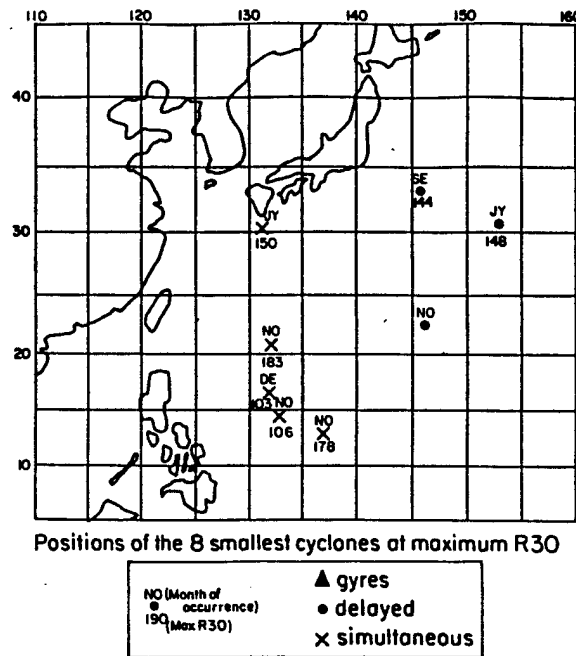 110 120 130 140 150 160
40
SE
144
JY
150
JY
148
30
NO
NO
183
20
DE
103 NO
106
NO
178
10
Positions of the 8 smallest cyclones at maximum R30
NO (Month of
occurrence)
190 (Max R30)
▲ gyres
● delayed
× simultaneous